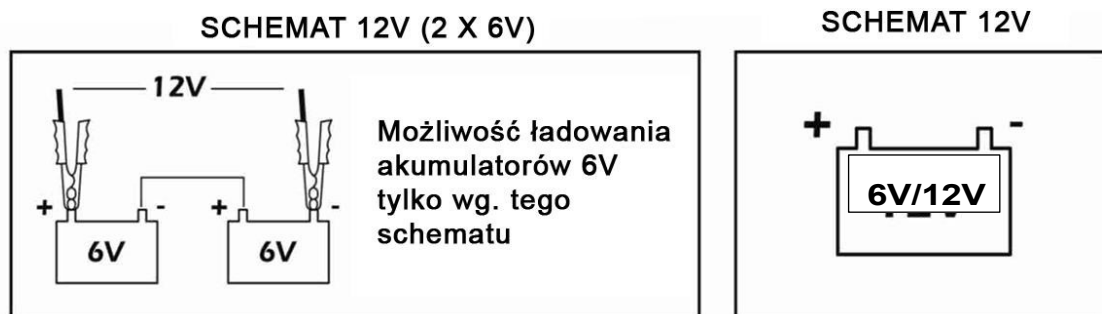 SCHEMAT 12V (2 X 6V)
12V
+ - + -
6V 6V
Możliwość ładowania
akumulatorów 6V
tylko wg. tego
schematu
SCHEMAT 12V
+ -
6V/12V